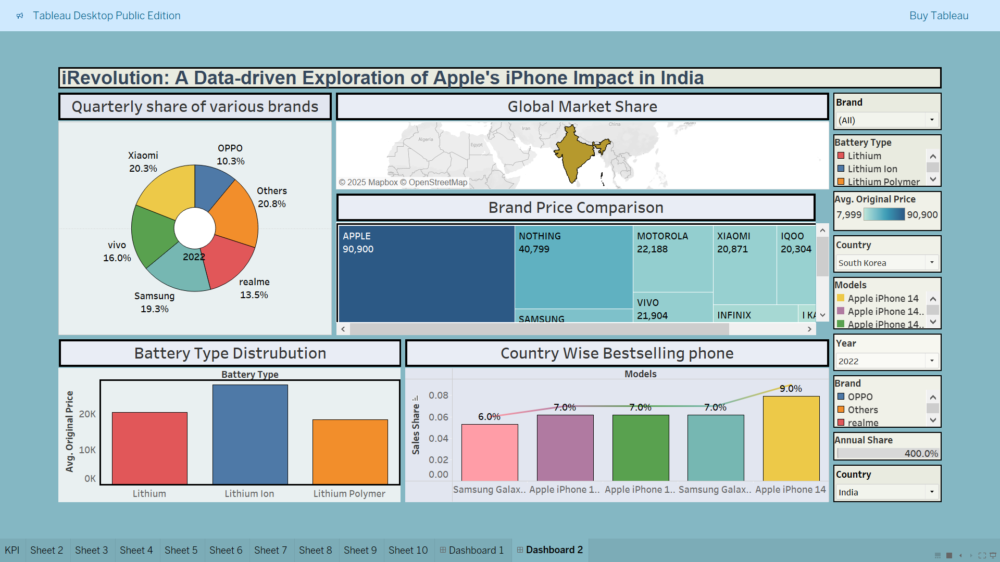 Tableau Desktop Public Edition
Buy Tableau
iRevolution: A Data-driven Exploration of Apple's iPhone Impact in India
Quarterly share of various brands
Xiaomi
20.3%
OPPO
10.3%
Others
20.8%
vivo
16.0%
2022
realme
13.5%
Samsung
19.3%
Global Market Share
Algeria
Egypt
Iran
China
Japan
© 2025 Mapbox © OpenStreetMap
Brand Price Comparison
APPLE
90,900
NOTHING
40,799
SAMSUNG
MOTOROLA
22,188
VIVO
21,904
XIAOMI
20,871
IQOO
20,304
INFINIX
I KA
Battery Type Distrubution
Battery Type
Avg. Original Price
20K
10K
0K
Lithium
Lithium Ion
Lithium Polymer
Country Wise Bestselling phone
Models
Sales Share
0.08
0.06
0.04
0.02
0.00
6.0%
7.0%
7.0%
7.0%
9.0%
Samsung Galax..
Apple iPhone 1..
Apple iPhone 1..
Samsung Galax..
Apple iPhone 14
Brand
(All)
Battery Type
Lithium
Lithium Ion
Lithium Polymer
Avg. Original Price
7,999 90,900
Country
South Korea
Models
Apple iPhone 14
Apple iPhone 14..
Apple iPhone 14..
Year
2022
Brand
OPPO
Others
realme
Annual Share
400.0%
Country
India
KPI
Sheet 2
Sheet 3
Sheet 4
Sheet 5
Sheet 6
Sheet 7
Sheet 8
Sheet 9
Sheet 10
Dashboard 1
Dashboard 2